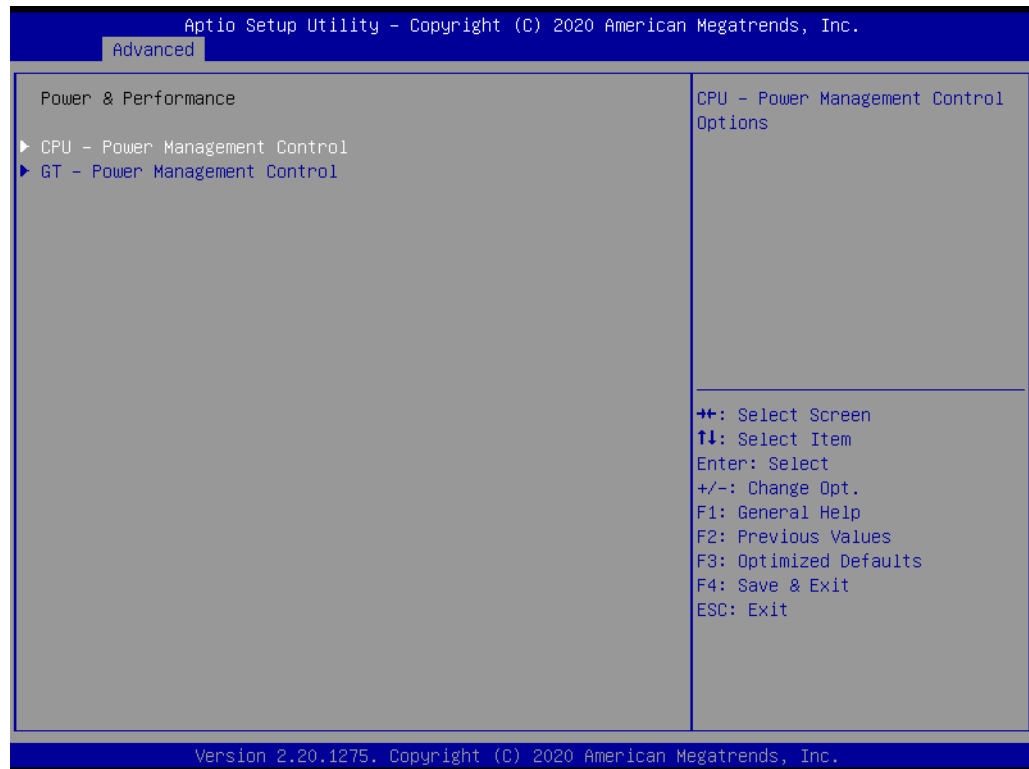 Aptio Setup Utility – Copyright (C) 2020 American Megatrends, Inc.
Advanced
Power & Performance
▶ CPU – Power Management Control
▶ GT – Power Management Control
CPU – Power Management Control
Options
→←: Select Screen
↑↓: Select Item
Enter: Select
+/-: Change Opt.
F1: General Help
F2: Previous Values
F3: Optimized Defaults
F4: Save & Exit
ESC: Exit
Version 2.20.1275. Copyright (C) 2020 American Megatrends, Inc.